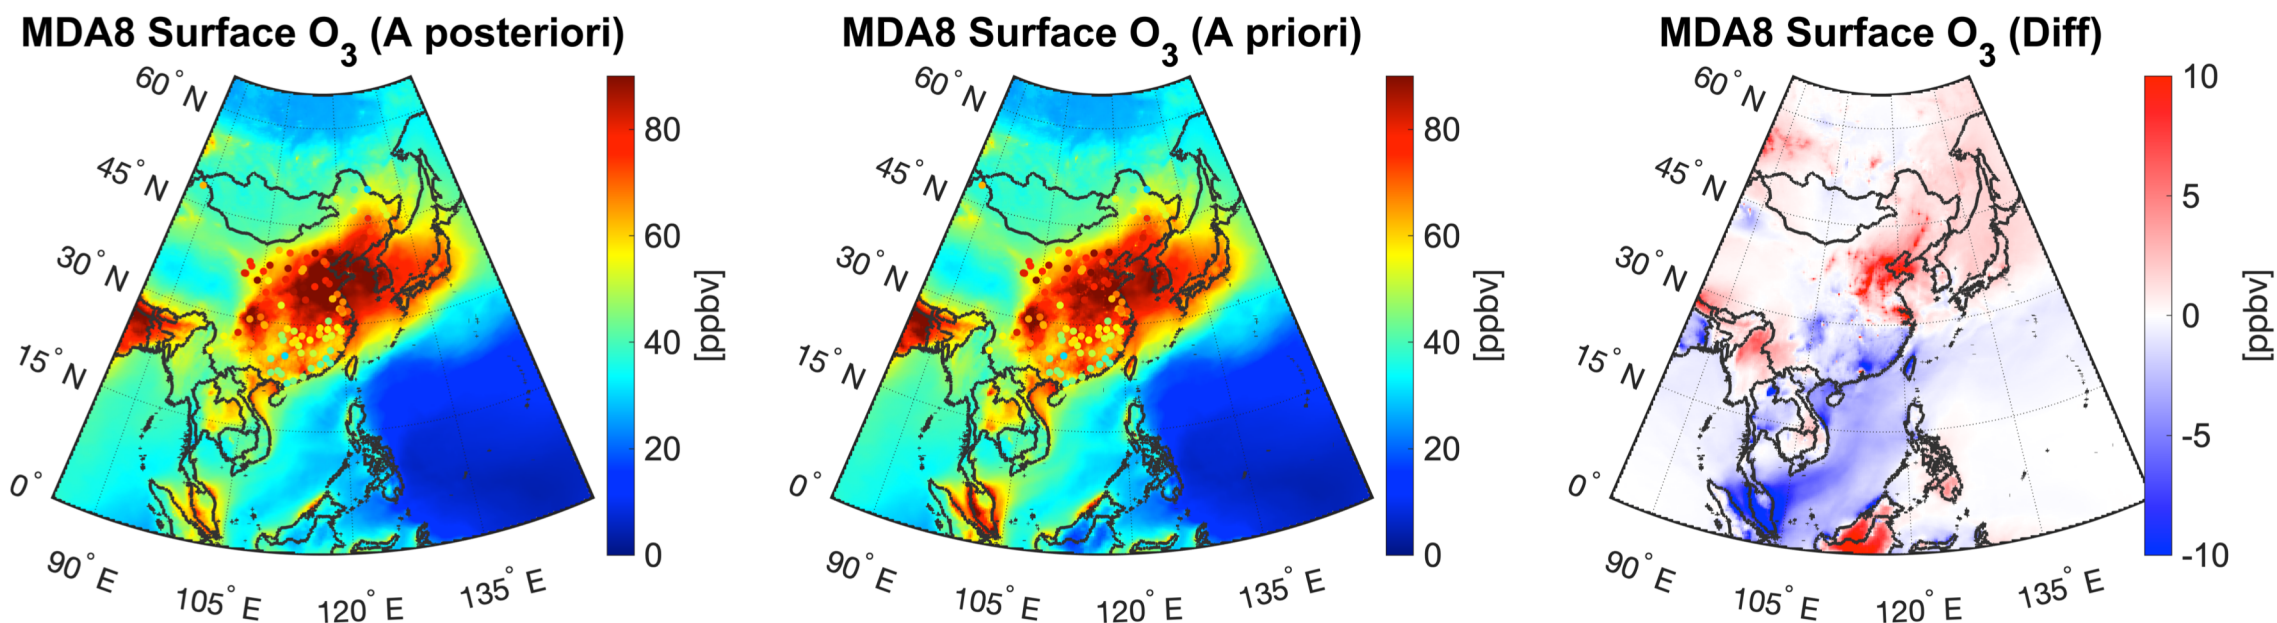 MDA8 Surface O3 (A posteriori)
60° N
45° N
30° N
15° N
0°
90° E
105° E
120° E
135° E
80
60
40
20
0
[ppbv]
MDA8 Surface O3 (A priori)
60° N
45° N
30° N
15° N
0°
90° E
105° E
120° E
135° E
80
60
40
20
0
[ppbv]
MDA8 Surface O3 (Diff)
60° N
45° N
30° N
15° N
0°
90° E
105° E
120° E
135° E
10
5
0
-5
-10
[ppbv]